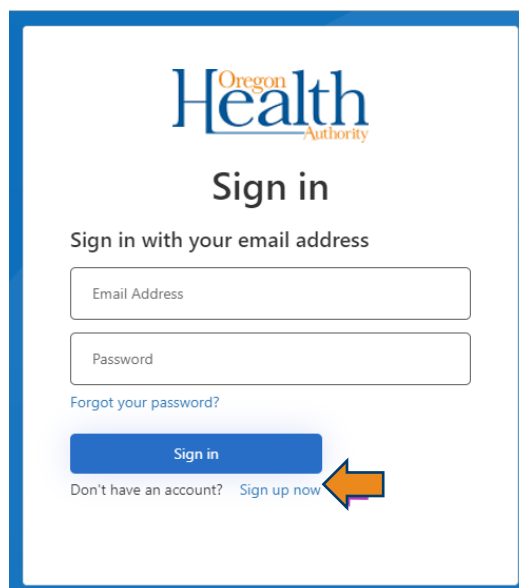 Oregon
Health
Authority
Sign in
Sign in with your email address
Email Address
Password
Forgot your password?
Sign in
Don't have an account? Sign up now